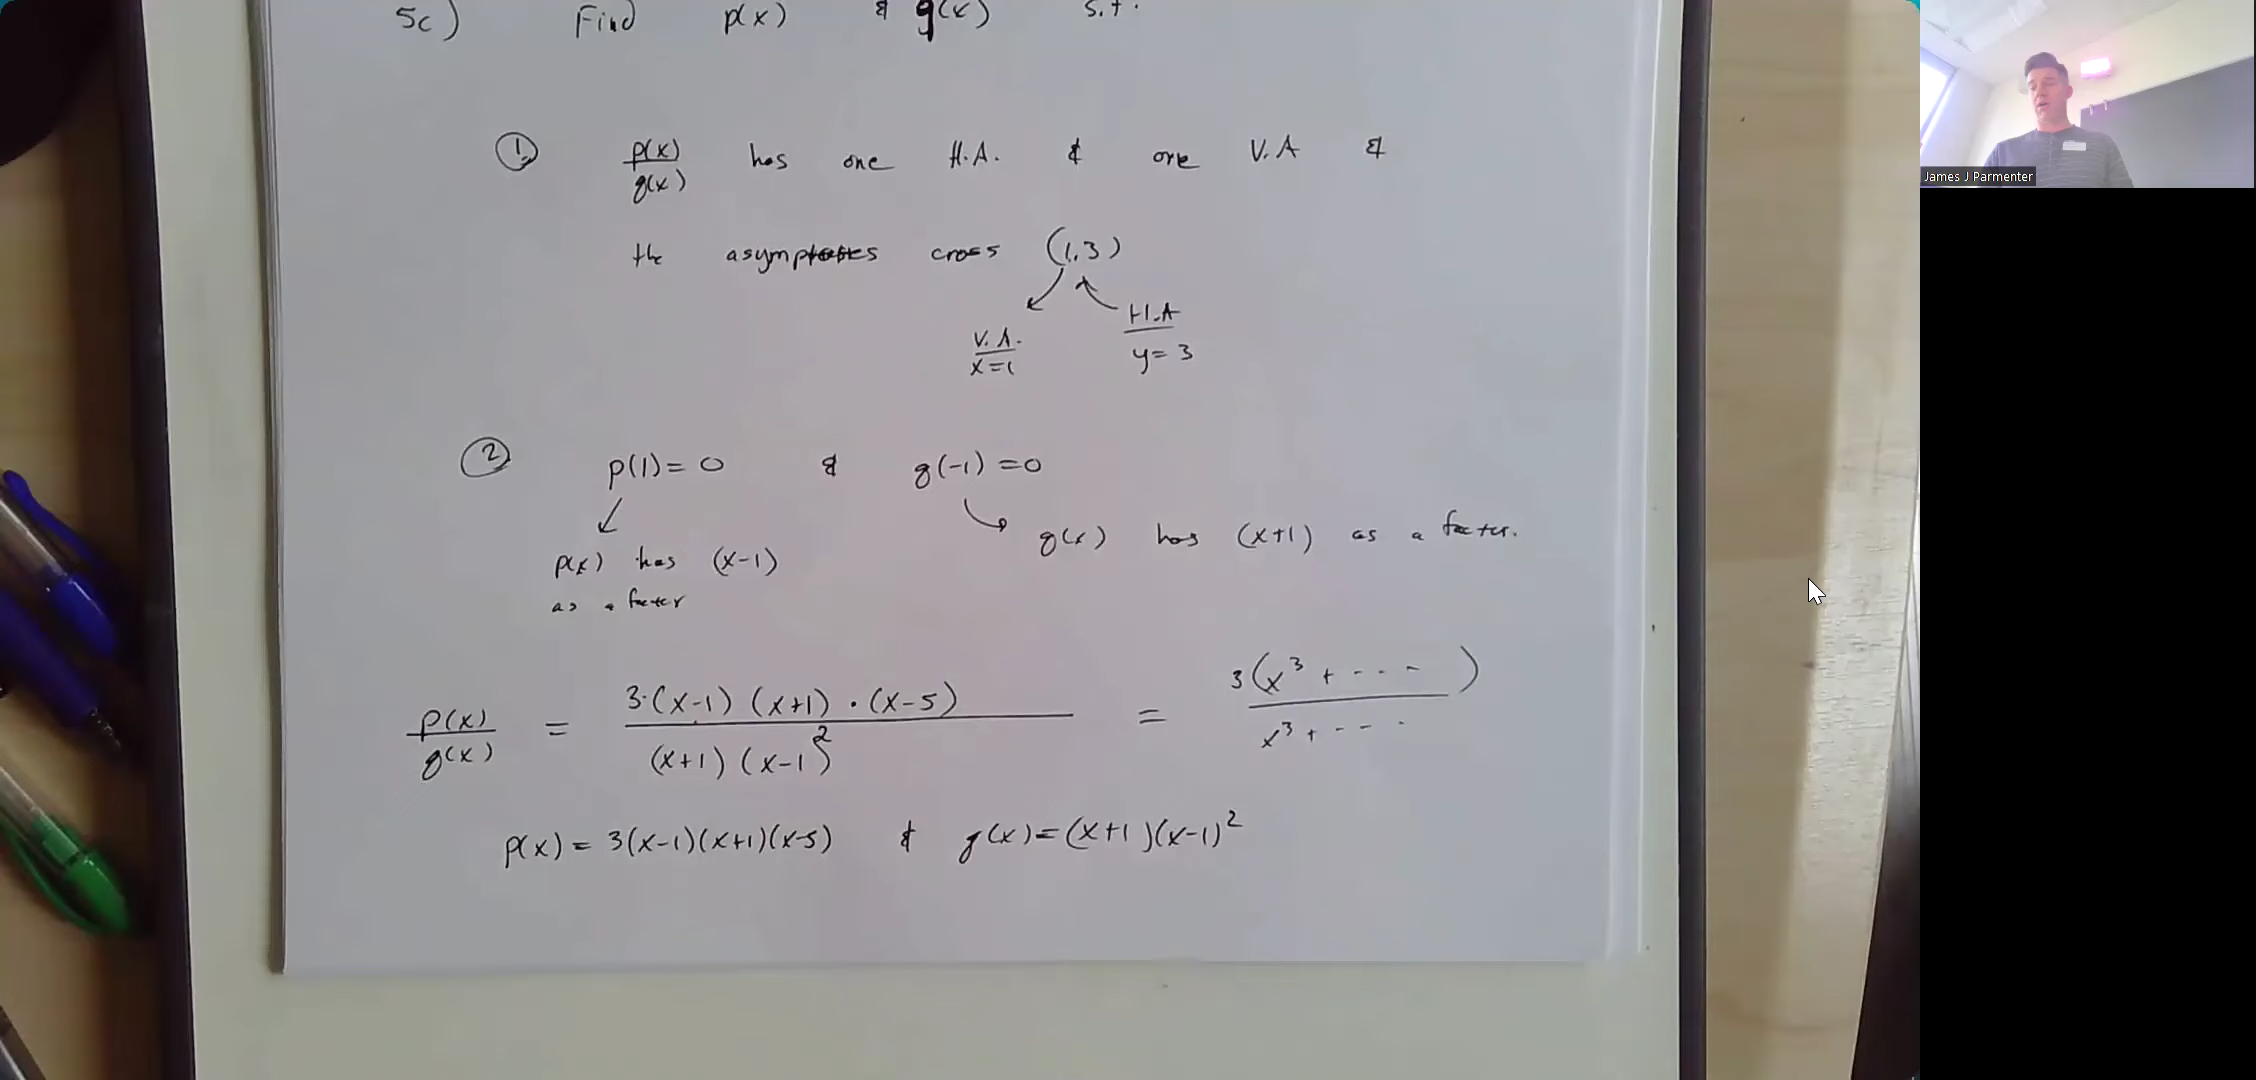 5c) Find p(x) & g(x) s.t.
① p(x)/g(x) has one H.A. & one V.A &
the asymptotes cross (1,3)
V.A. x=1
H.A y=3
② p(1)=0 & g(-1)=0
g(x) has (x+1) as a factor.
p(x) has (x-1)
as a factor
p(x)/g(x) = 3·(x-1)(x+1)·(x-5) / (x+1)(x-1)² = 3(x³+---) / x³+---
p(x)=3(x-1)(x+1)(x-5) & g(x)=(x+1)(x-1)²
James J Parmenter